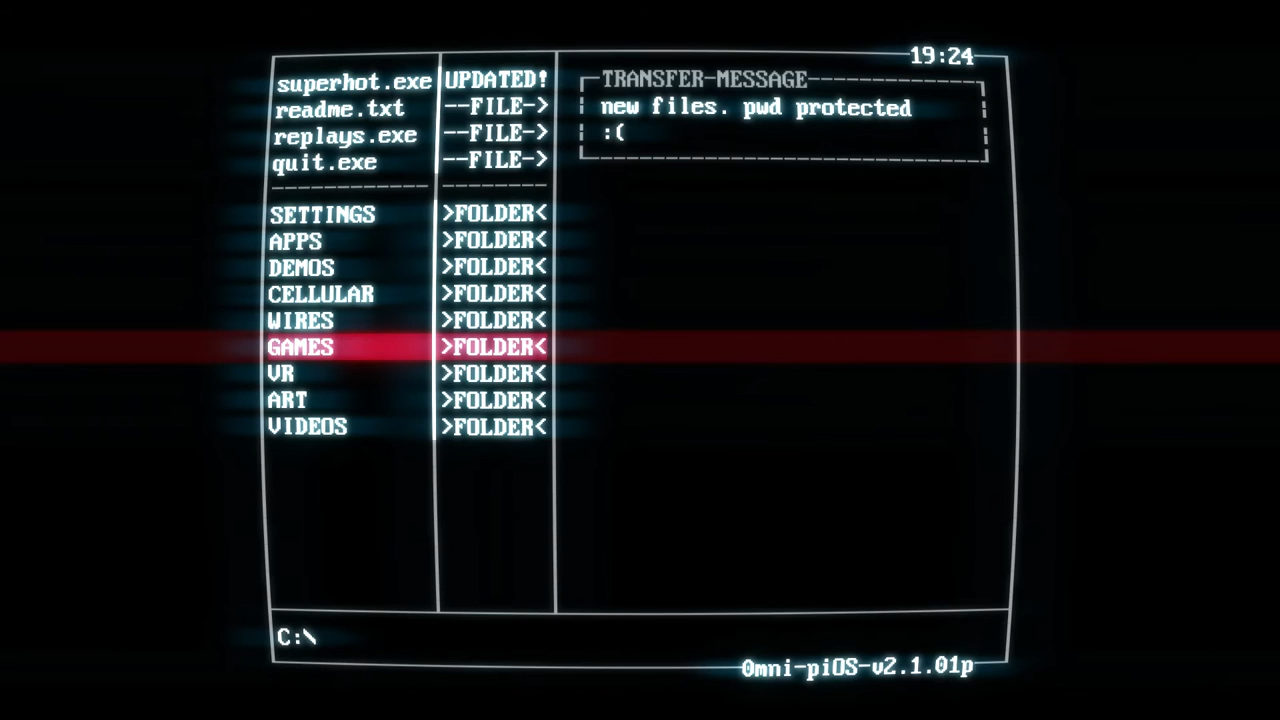 19:24
superhot.exe UPDATED!
readme.txt --FILE->
replays.exe --FILE->
quit.exe --FILE->
SETTINGS >FOLDER<
APPS >FOLDER<
DEMOS >FOLDER<
CELLULAR >FOLDER<
WIRES >FOLDER<
GAMES >FOLDER<
VR >FOLDER<
ART >FOLDER<
VIDEOS >FOLDER<
TRANSFER-MESSAGE
new files. pwd protected
:(
C:\
0mni-piOS-v2.1.01p